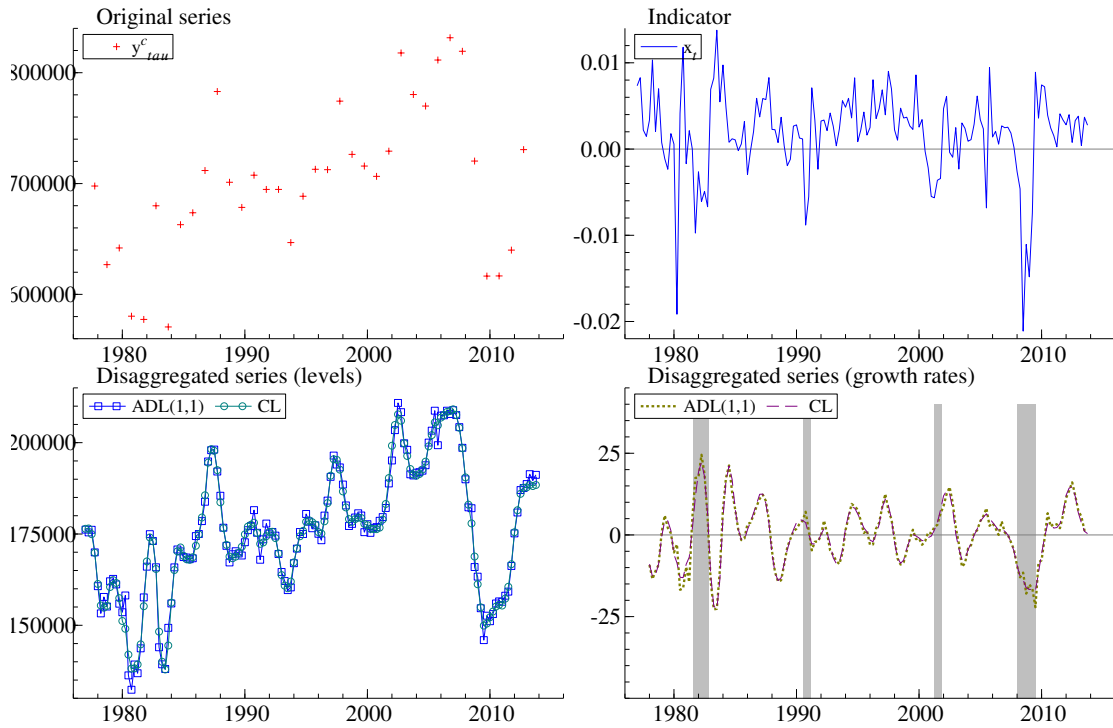 Original series
y^c_tau
800000
700000
600000
1980 1990 2000 2010
Indicator
x_t
0.01
0.00
-0.01
-0.02
1980 1990 2000 2010
Disaggregated series (levels)
ADL(1,1) CL
200000
175000
150000
1980 1990 2000 2010
Disaggregated series (growth rates)
ADL(1,1) CL
25
0
-25
1980 1990 2000 2010